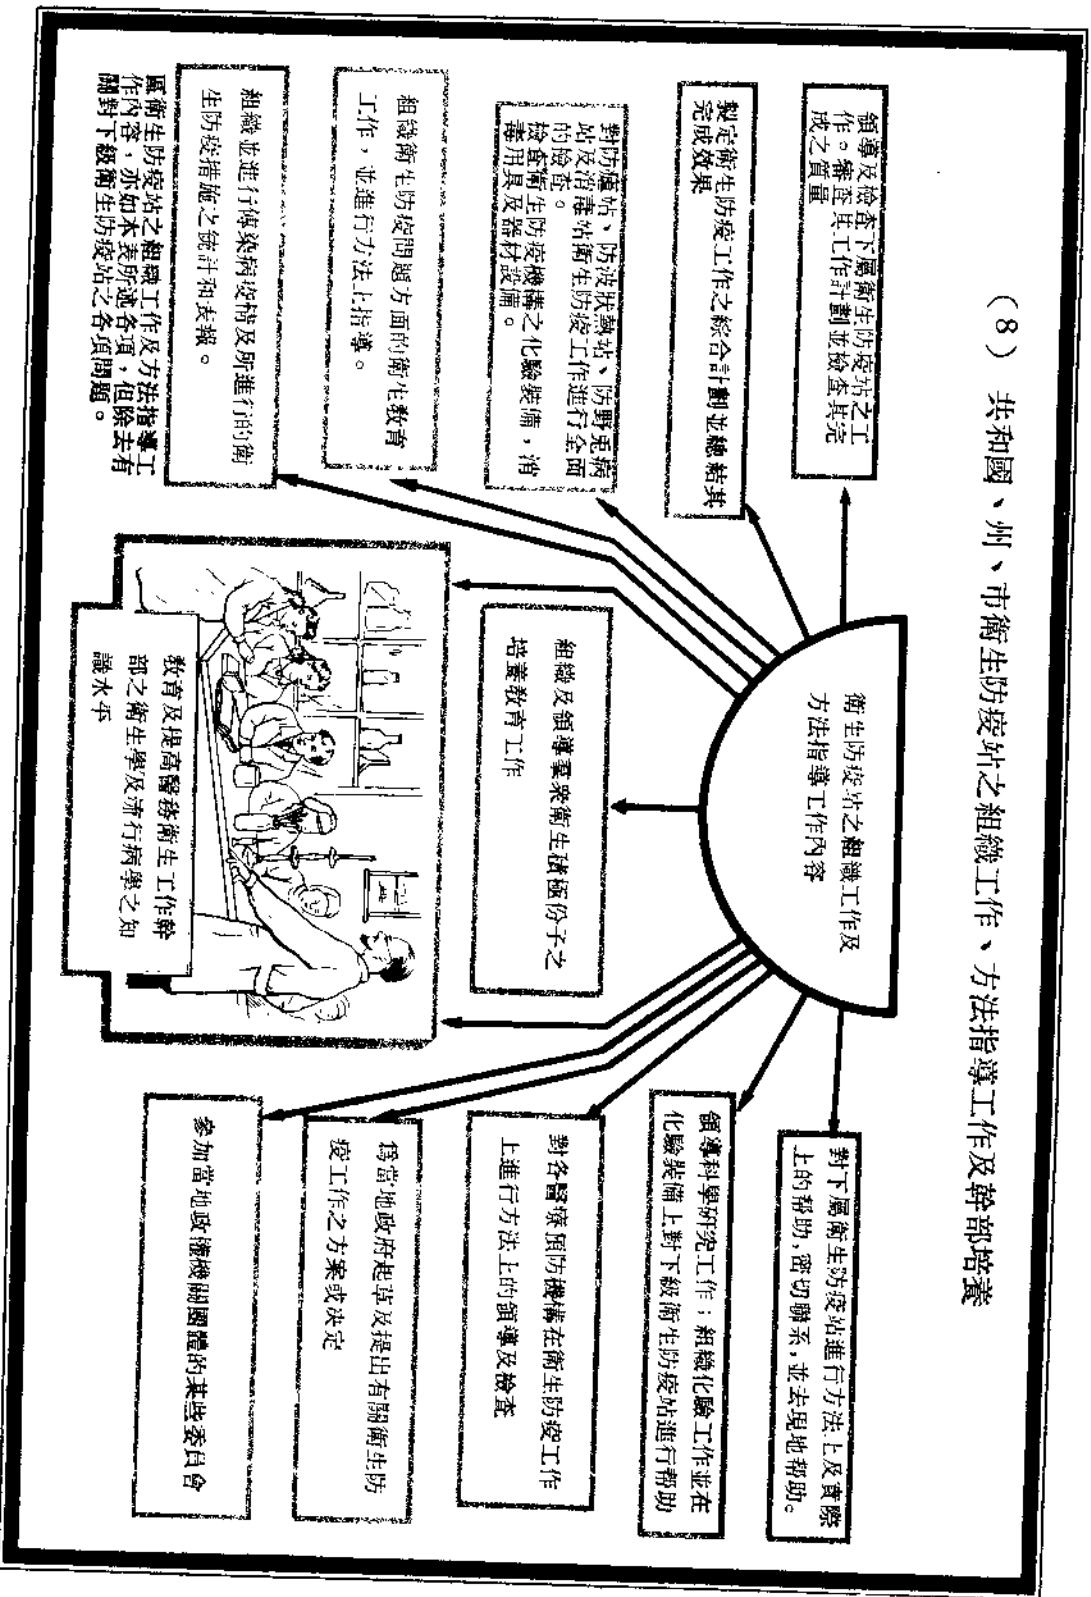 (8) 共和國、州、市衛生防疫站之組織工作、方法指導工作及幹部培養
衛生防疫站之組織工作及
方法指導工作內容
領導及檢查下屬衛生防疫站之工
作。審查其工作計劃並檢查其完
成之質量
製定衛生防疫工作之綜合計劃並總結其
完成效果
對防瘧站、防波狀熱站、防野兎病
站及消毒站衛生防疫工作進行全面
的檢查。
檢查衛生防疫機構之化驗裝備,消
毒用具及器材設備。
組織衛生防疫問題方面的衛生教育
工作,並進行方法上指導。
組織並進行傳染病疫情及所進行的衛
生防疫措施之統計和表報。
區衛生防疫站之組織工作及方法指導工
作內容,亦如本表所述各項,但除去有
關對下級衛生防疫站之各項問題。
組織及領導羣衆衛生積極份子之
培養教育工作
教育及提高醫務衛生工作幹
部之衛生學及流行病學之知
識水平
對下屬衛生防疫站進行方法上及實際
上的帮助,密切聯系,並去現地帮助。
領導科學研究工作;組織化驗工作並在
化驗裝備上對下級衛生防疫站進行帮助
對各醫療預防機構在衛生防疫工作
上進行方法上的領導及檢查
爲當地政府起草及提出有關衛生防
疫工作之方案或决定
參加當地政權機關團體的某些委員會